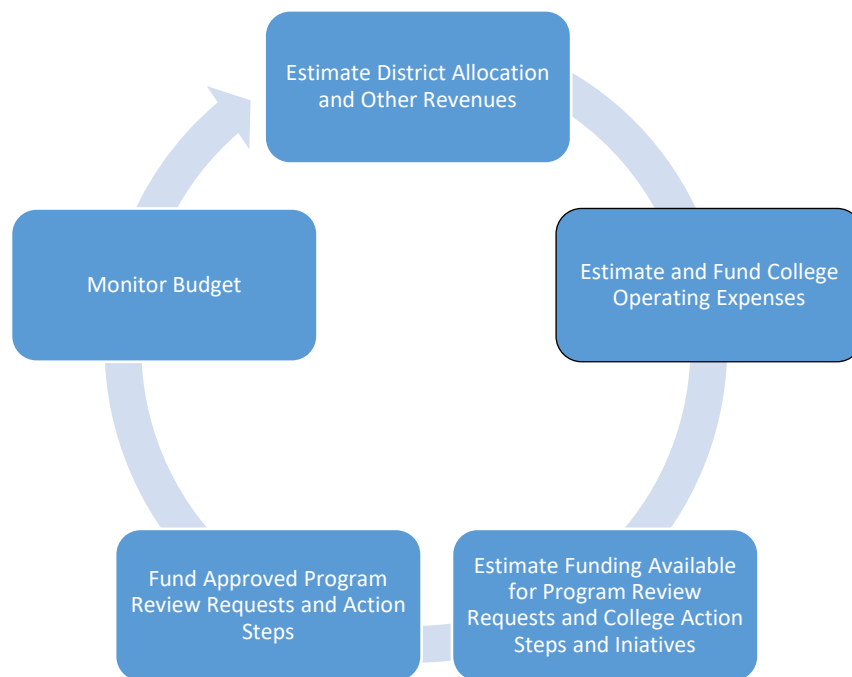 Estimate District Allocation
and Other Revenues
Estimate and Fund College
Operating Expenses
Estimate Funding Available
for Program Review
Requests and College Action
Steps and Iniatives
Fund Approved Program
Review Requests and Action
Steps
Monitor Budget